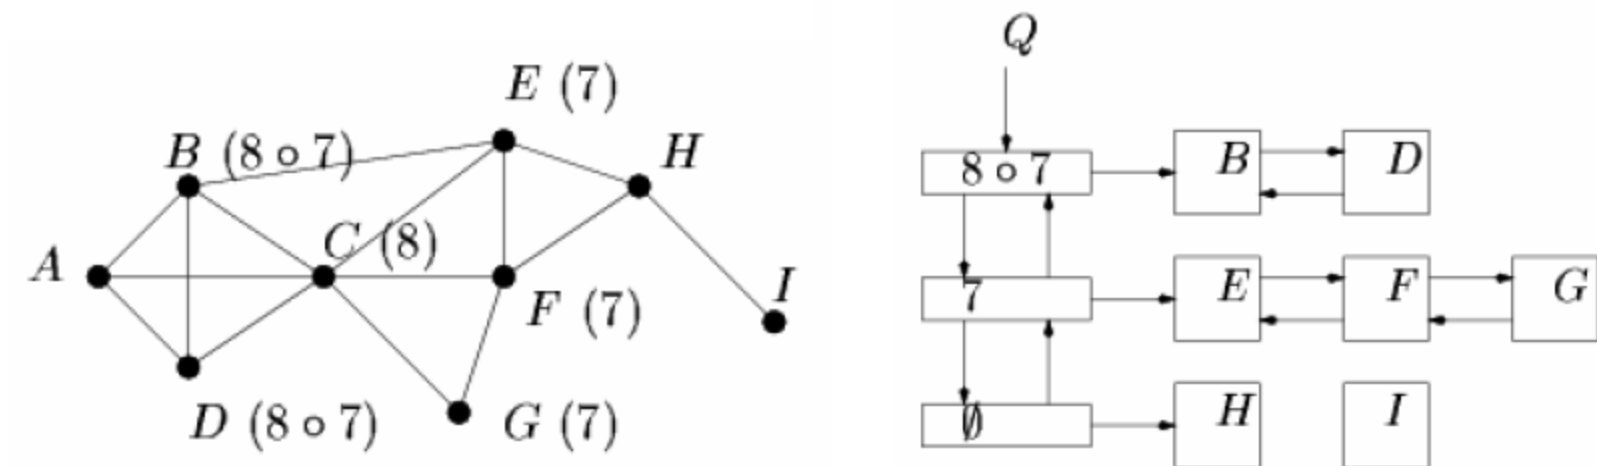 E (7)
B (8 ∘ 7)
H
A
C (8)
I
F (7)
D (8 ∘ 7)
G (7)
Q
8 ∘ 7
B
D
7
E
F
G
∅
H
I